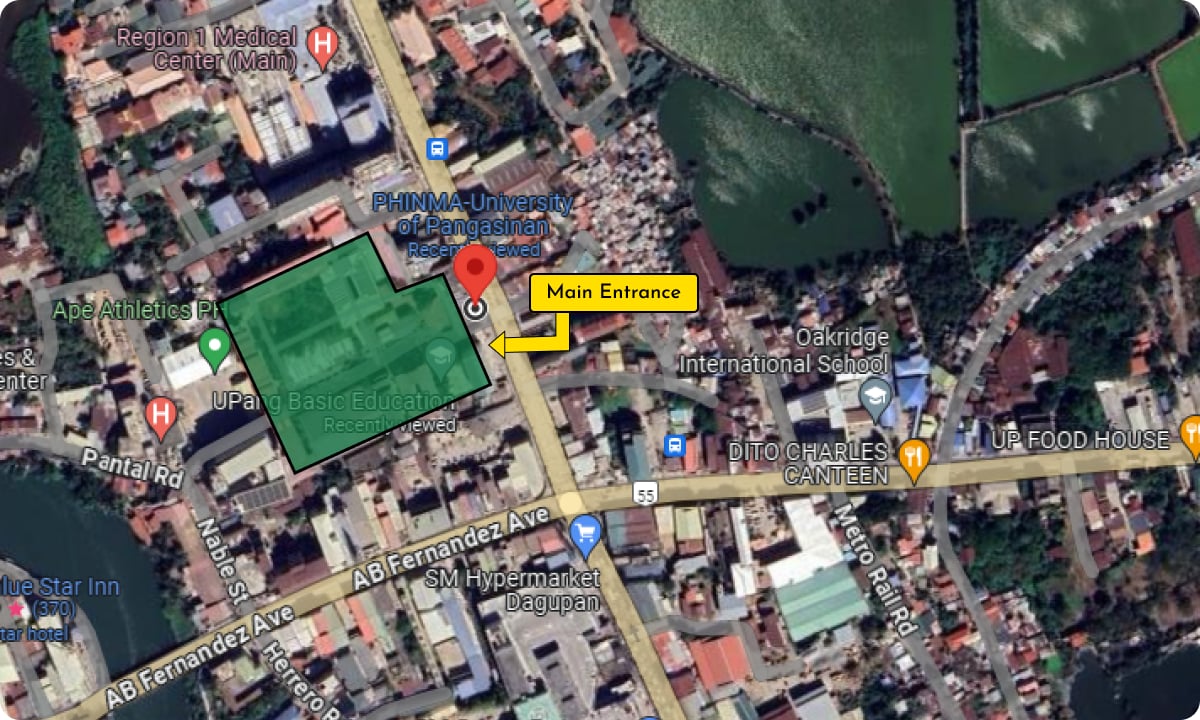 Region 1 Medical
Center (Main)
H
PHINMA-University
of Pangasinan
Recently viewed
Main Entrance
Ape Athletics Ph
Oakridge
International School
es &
enter
H
UPang Basic Education
Recently viewed
DITO CHARLES
CANTEEN
UP FOOD HOUSE
Pantal Rd
55
Nable St
AB Fernandez Ave
Metro Rail Rd
SM Hypermarket
Dagupan
lue Star Inn
(370)
tar hotel
AB Fernandez Ave
Herrero